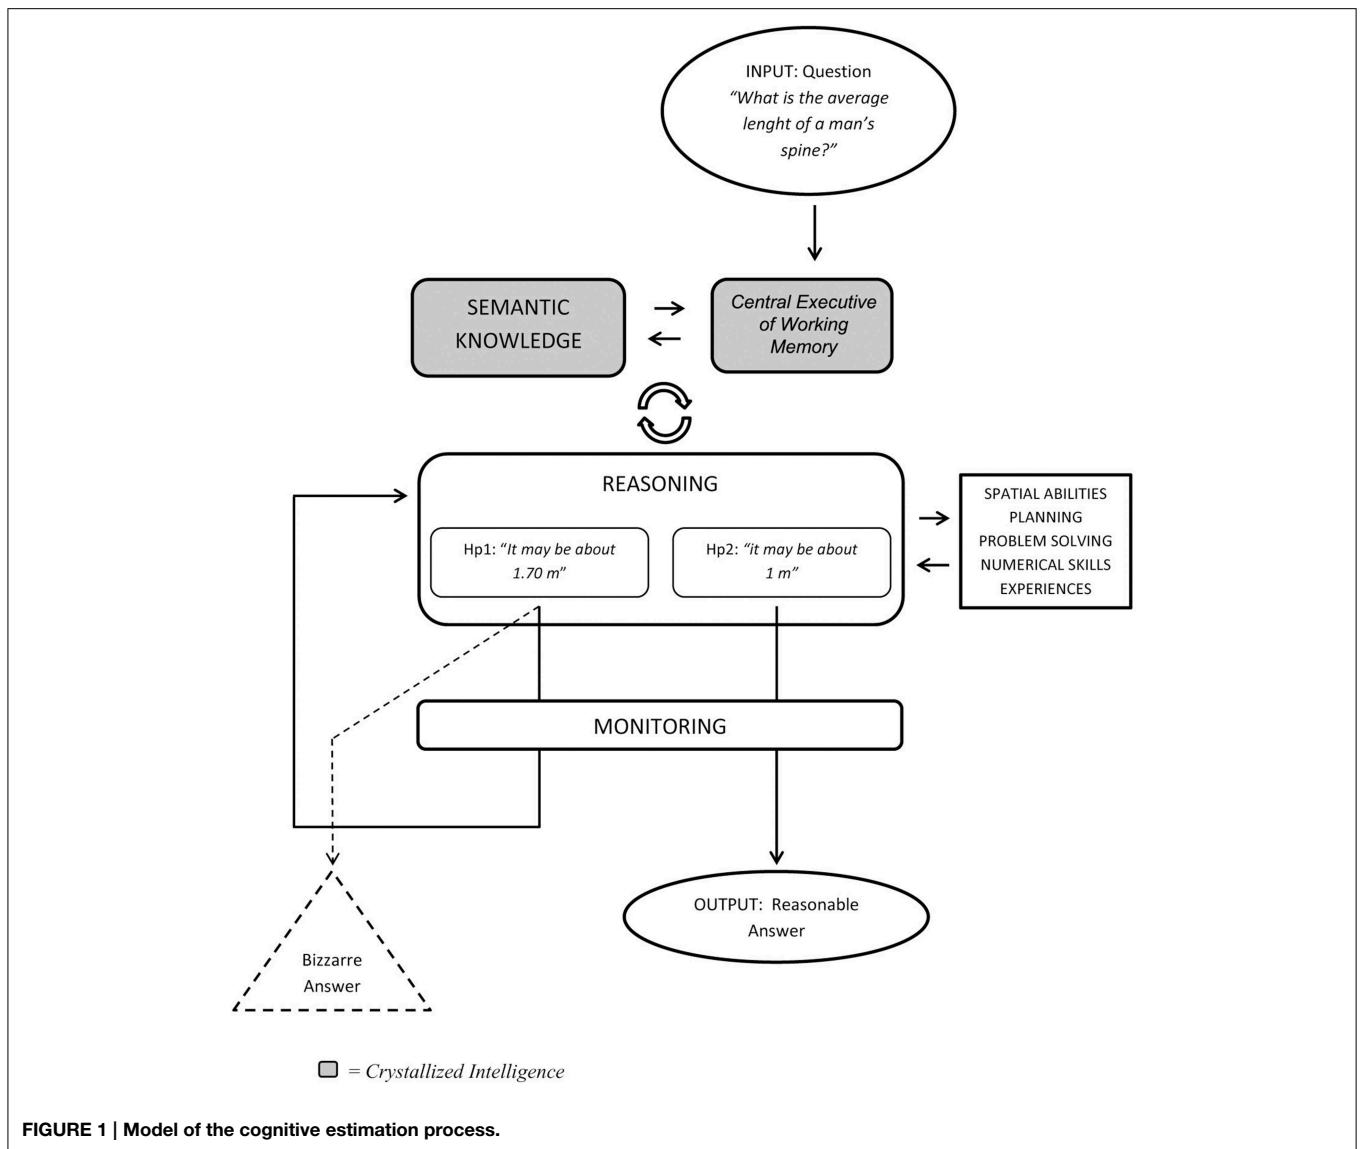 INPUT: Question
“What is the average
lenght of a man’s
spine?”
SEMANTIC
KNOWLEDGE
Central Executive
of Working
Memory
REASONING
Hp1: “It may be about
1.70 m”
Hp2: “it may be about
1 m”
SPATIAL ABILITIES
PLANNING
PROBLEM SOLVING
NUMERICAL SKILLS
EXPERIENCES
MONITORING
OUTPUT: Reasonable
Answer
Bizzarre
Answer
= Crystallized Intelligence
FIGURE 1 | Model of the cognitive estimation process.